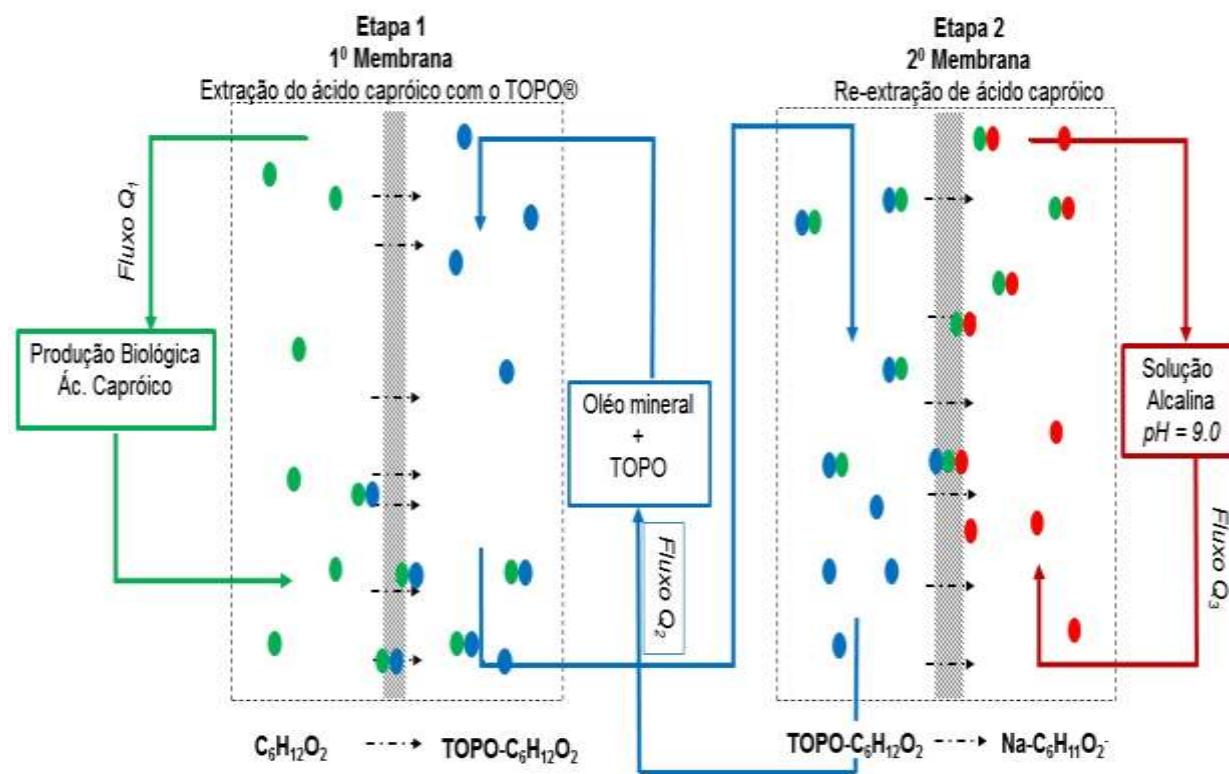 Etapa 1
1⁰ Membrana
Extração do ácido capróico com o TOPO®
Etapa 2
2⁰ Membrana
Re-extração de ácido capróico
Fluxo Q₁
Produção Biológica
Ác. Capróico
Oléo mineral
+
TOPO
Fluxo Q₂
Solução
Alcalina
pH = 9.0
Fluxo Q₃
C₆H₁₂O₂
TOPO-C₆H₁₂O₂
TOPO-C₆H₁₂O₂
Na-C₆H₁₁O₂⁻